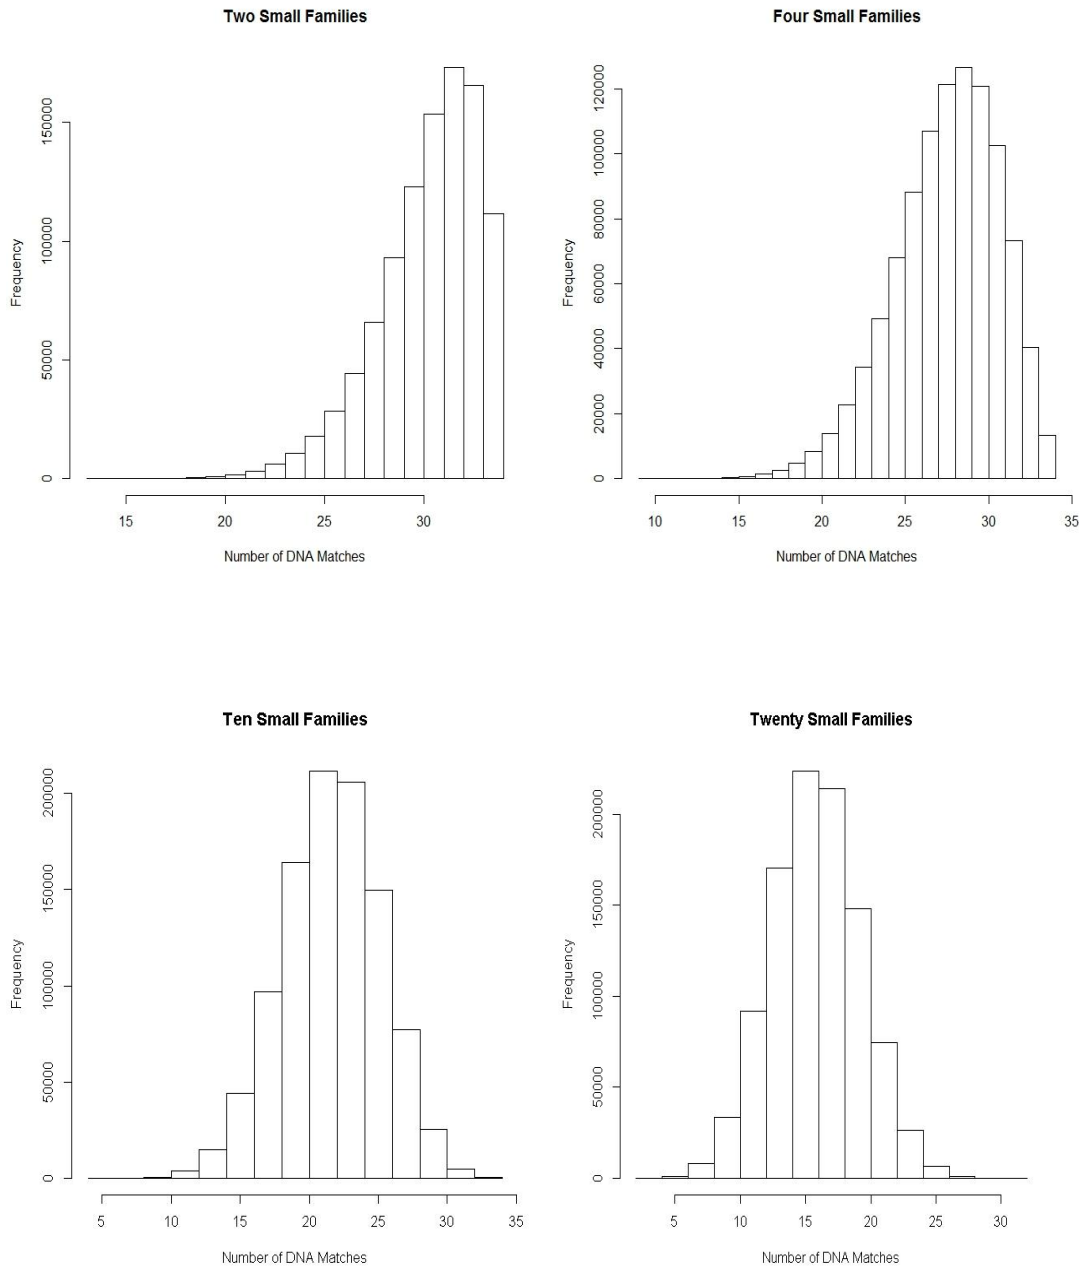 Two Small Families
Frequency
150000
100000
50000
0
15 20 25 30
Number of DNA Matches
Four Small Families
Frequency
120000
100000
80000
60000
40000
20000
0
10 15 20 25 30 35
Number of DNA Matches
Ten Small Families
Frequency
200000
150000
100000
50000
0
5 10 15 20 25 30 35
Number of DNA Matches
Twenty Small Families
Frequency
200000
150000
100000
50000
0
5 10 15 20 25 30
Number of DNA Matches